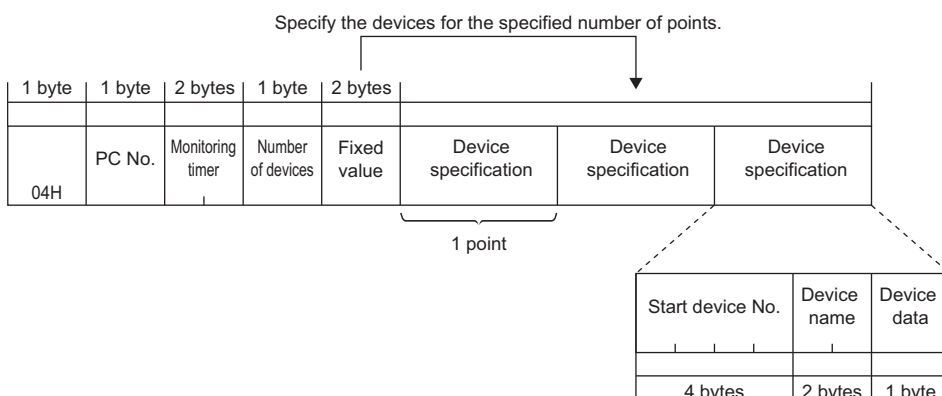 Specify the devices for the specified number of points.
1 byte 1 byte 2 bytes 1 byte 2 bytes
04H
PC No.
Monitoring
timer
Number
of devices
Fixed
value
Device
specification
Device
specification
Device
specification
1 point
Start device No.
Device
name
Device
data
4 bytes 2 bytes 1 byte